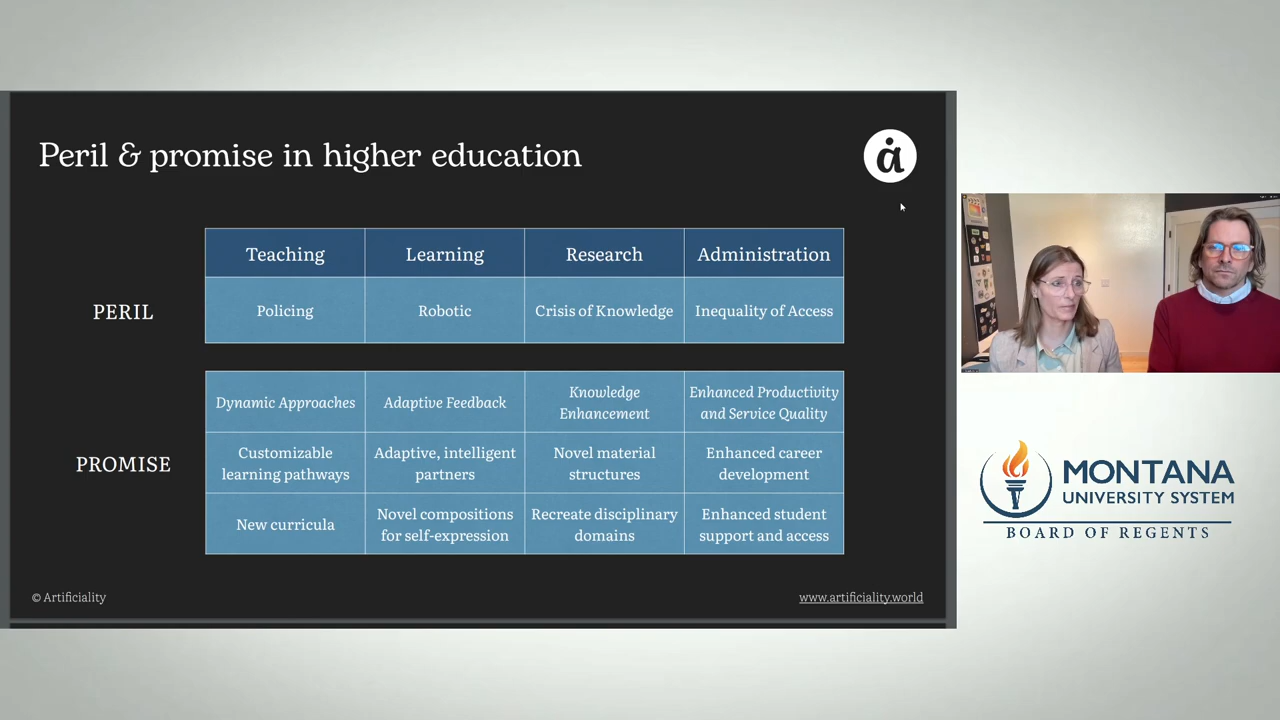 Peril & promise in higher education
ȧ
Teaching
Learning
Research
Administration
PERIL
Policing
Robotic
Crisis of Knowledge
Inequality of Access
PROMISE
Dynamic Approaches
Adaptive Feedback
Knowledge
Enhancement
Enhanced Productivity
and Service Quality
Customizable
learning pathways
Adaptive, intelligent
partners
Novel material
structures
Enhanced career
development
New curricula
Novel compositions
for self-expression
Recreate disciplinary
domains
Enhanced student
support and access
© Artificiality
www.artificiality.world
MONTANA
UNIVERSITY SYSTEM
BOARD OF REGENTS